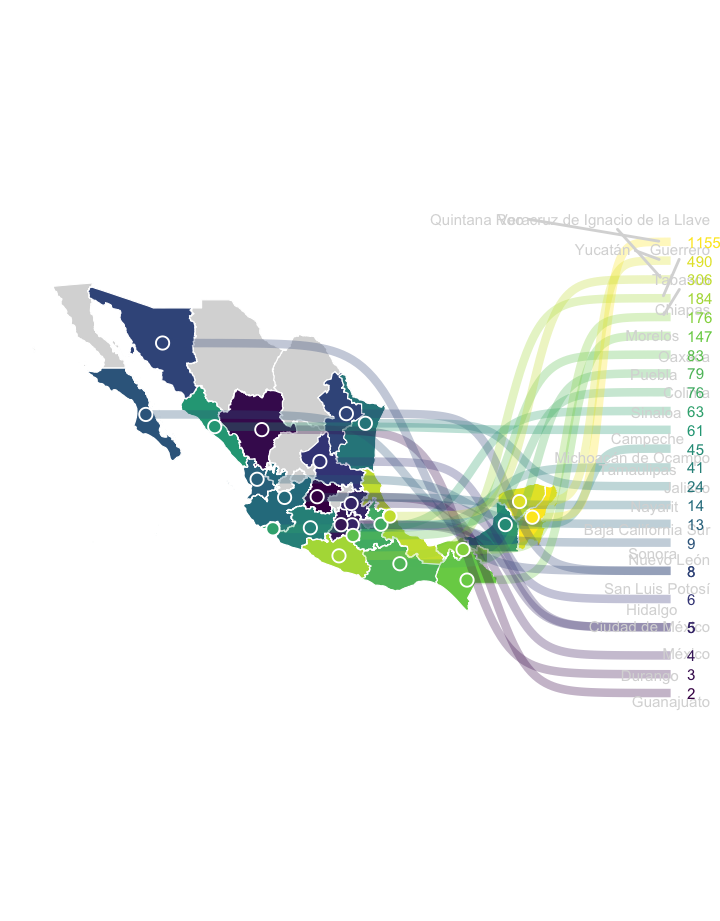 Quintana Roo
Veracruz de Ignacio de la Llave
1155
Yucatán
Guerrero
490
Tabasco
306
184
Chiapas
176
Morelos
147
Oaxaca
83
Puebla
79
Colima
76
Sinaloa
63
61
Campeche
45
Michoacán de Ocampo
Tamaulipas
41
Jalisco
24
Nayarit
14
Baja California Sur
13
9
Sonora
Nuevo León
8
San Luis Potosí
6
Hidalgo
Ciudad de México
5
México
4
Durango
3
2
Guanajuato